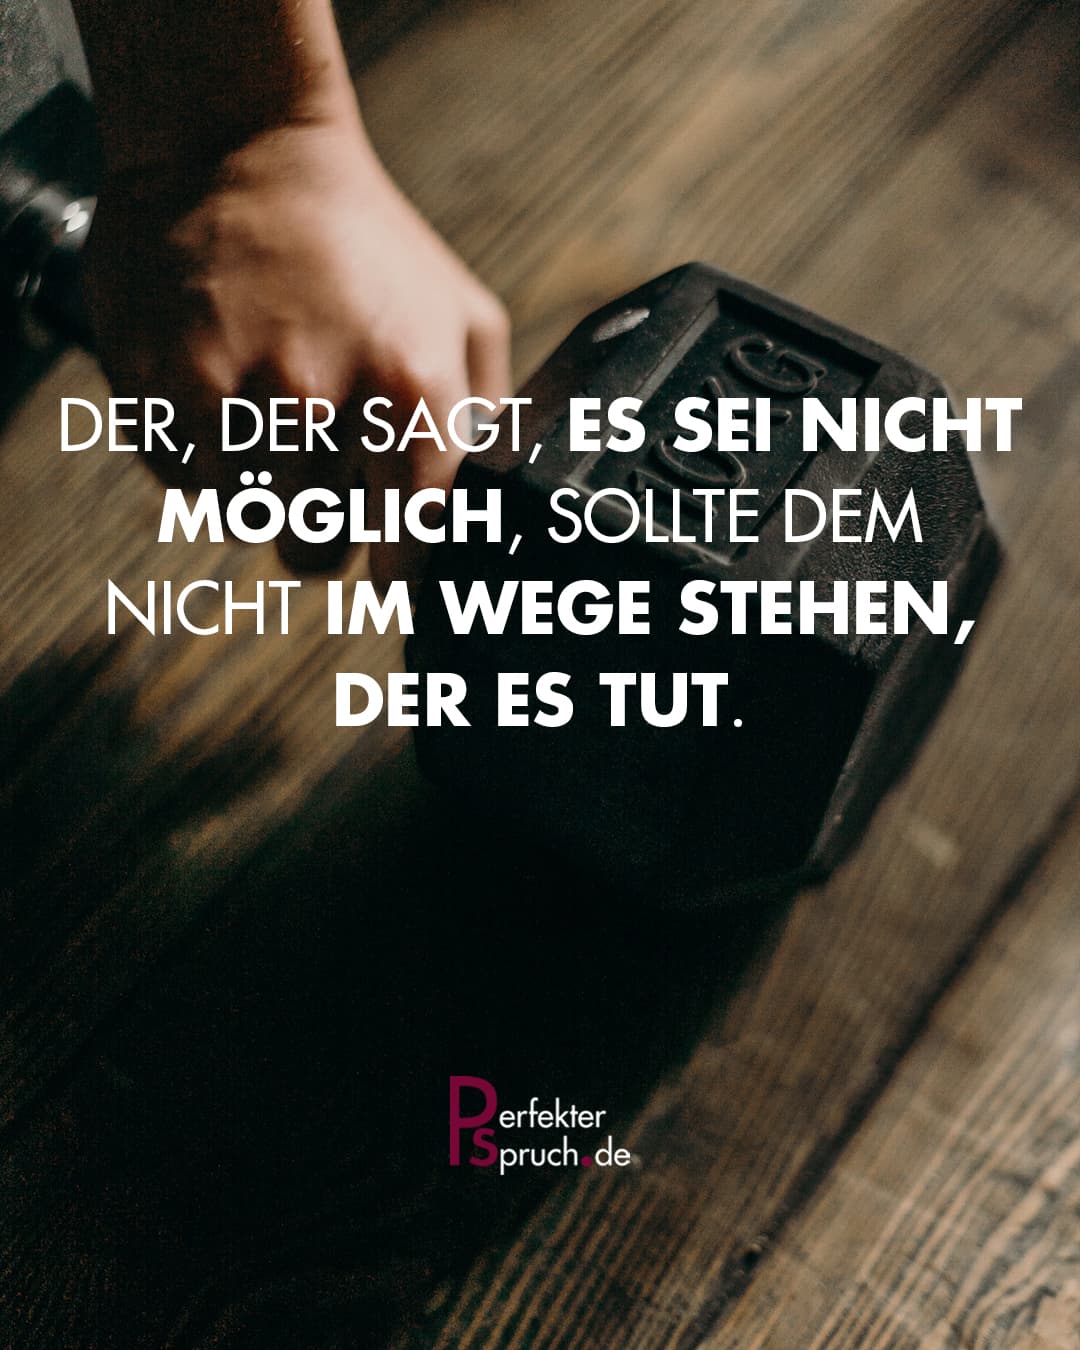 10KG
DER, DER SAGT, ES SEI NICHT
MÖGLICH, SOLLTE DEM
NICHT IM WEGE STEHEN,
DER ES TUT.
Perfekter
Spruch.de